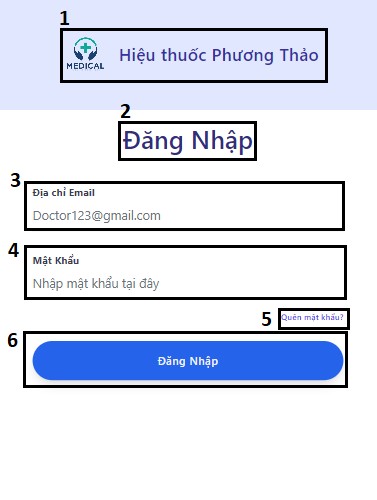 1
MEDICAL
Hiệu thuốc Phương Thảo
2
Đăng Nhập
3
Địa chỉ Email
Doctor123@gmail.com
4
Mật Khẩu
Nhập mật khẩu tại đây
5
Quên mật khẩu?
6
Đăng Nhập